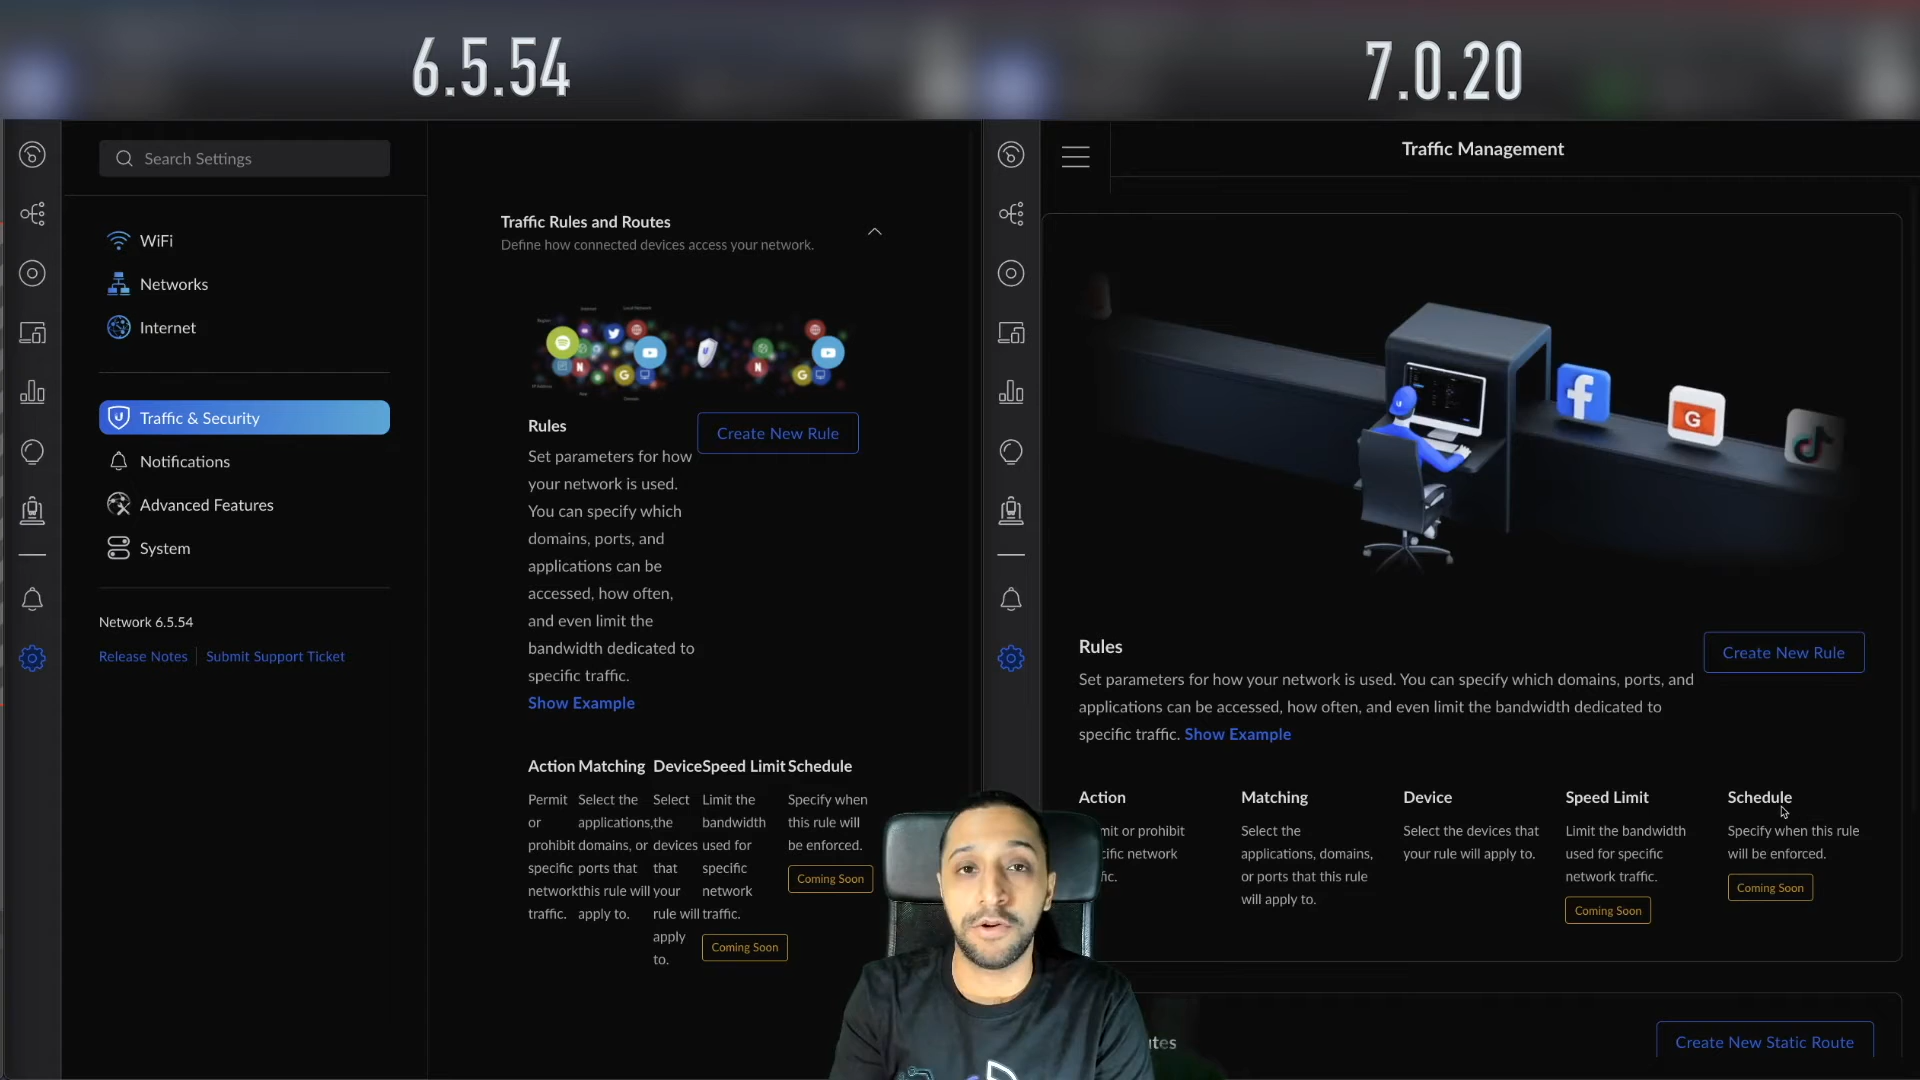 6.5.54
7.0.20
Search Settings
WiFi
Networks
Internet
Traffic & Security
Notifications
Advanced Features
System
Network 6.5.54
Release Notes
Submit Support Ticket
Traffic Rules and Routes
Define how connected devices access your network.
Rules
Create New Rule
Set parameters for how
your network is used.
You can specify which
domains, ports, and
applications can be
accessed, how often,
and even limit the
bandwidth dedicated to
specific traffic.
Show Example
Action
Permit
or
prohibit
specific
network
traffic.
Matching
Select the
applications,
domains, or
ports that
this rule will
apply to.
Device
Select
the
devices
that
your
rule will
apply
to.
Speed Limit
Limit the
bandwidth
used for
specific
network
traffic.
Coming Soon
Schedule
Specify when
this rule will
be enforced.
Coming Soon
Traffic Management
Rules
Create New Rule
Set parameters for how your network is used. You can specify which domains, ports, and
applications can be accessed, how often, and even limit the bandwidth dedicated to
specific traffic. Show Example
Action
mit or prohibit
cific network
fic.
Matching
Select the
applications, domains,
or ports that this rule
will apply to.
Device
Select the devices that
your rule will apply to.
Speed Limit
Limit the bandwidth
used for specific
network traffic.
Coming Soon
Schedule
Specify when this rule
will be enforced.
Coming Soon
utes
Create New Static Route